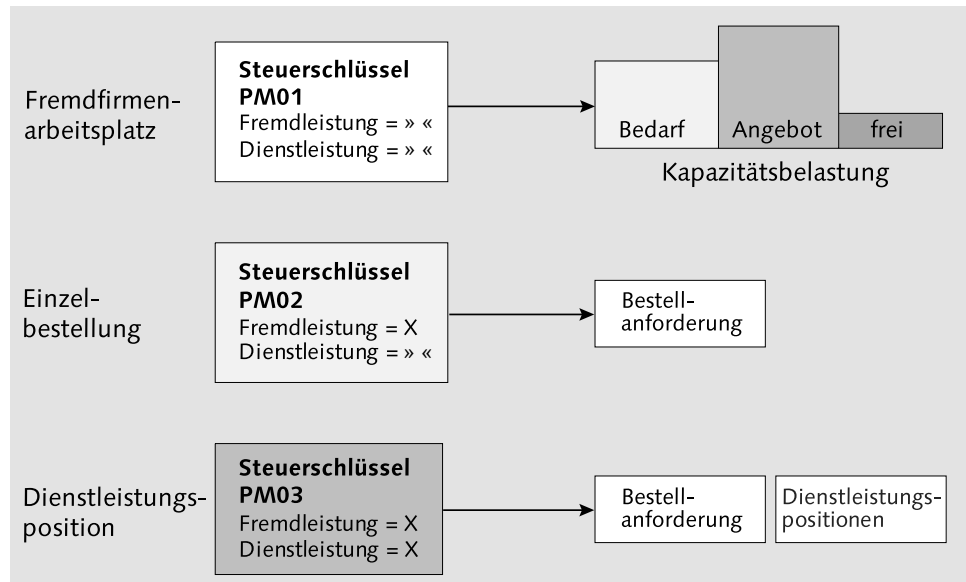 Fremdfirmen-
arbeitsplatz
Steuerschlüssel
PM01
Fremdleistung = » «
Dienstleistung = » «
Bedarf
Angebot
frei
Kapazitätsbelastung
Einzel-
bestellung
Steuerschlüssel
PM02
Fremdleistung = X
Dienstleistung = » «
Bestell-
anforderung
Dienstleistungs-
position
Steuerschlüssel
PM03
Fremdleistung = X
Dienstleistung = X
Bestell-
anforderung
Dienstleistungs-
positionen